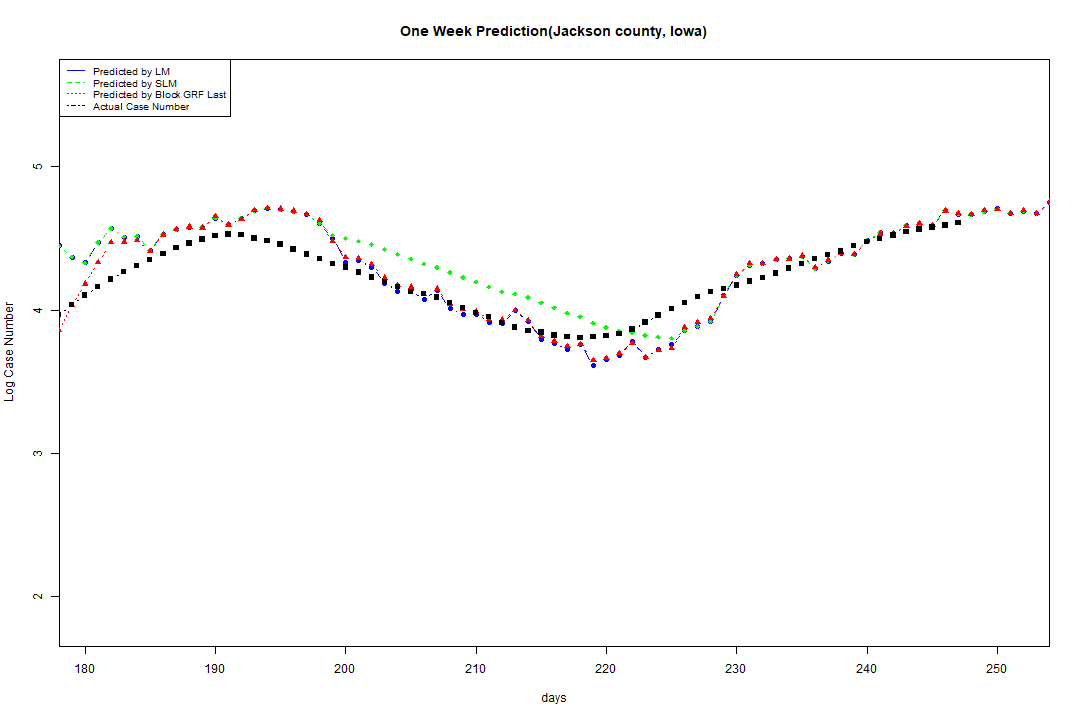 One Week Prediction(Jackson county, Iowa)
Predicted by LM
Predicted by SLM
Predicted by Block GRF Last
Actual Case Number
5
4
3
2
Log Case Number
180 190 200 210 220 230 240 250
days